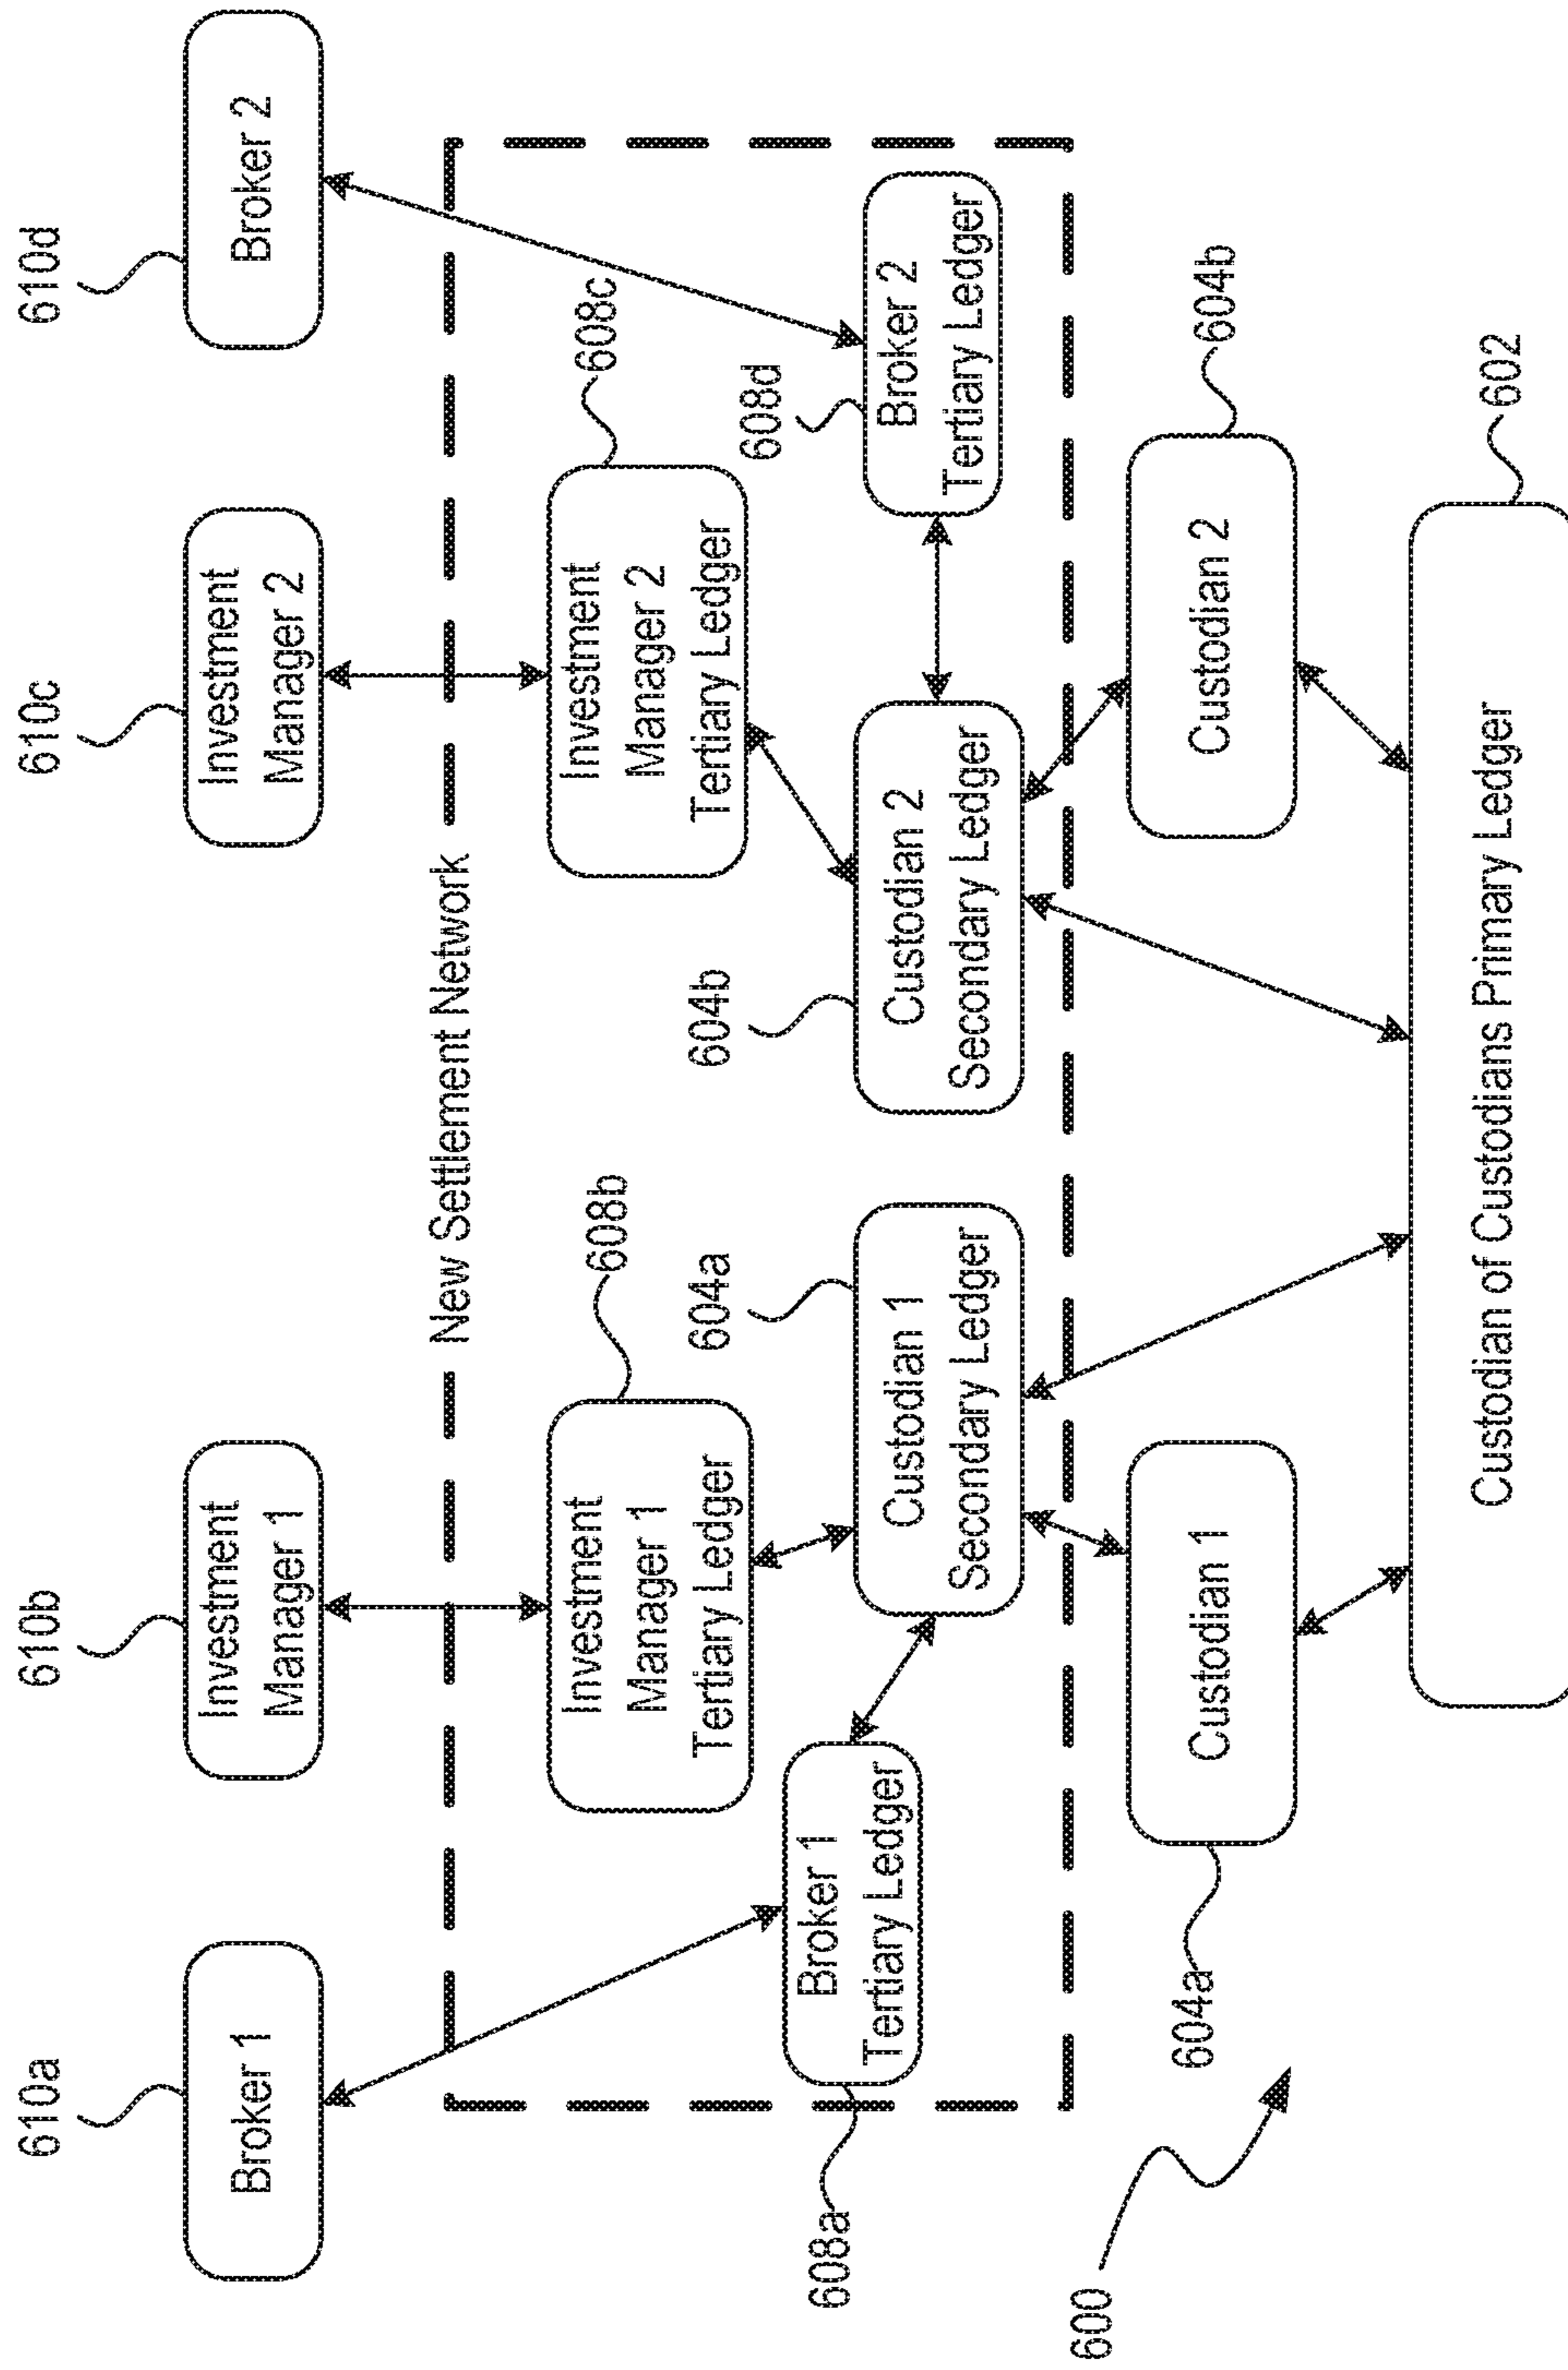 610a
610b
610c
610d
Broker 1
Investment
Manager 1
Investment
Manager 2
Broker 2
New Settlement Network
608b
608c
Investment
Manager 1
Tertiary Ledger
Investment
Manager 2
Tertiary Ledger
604a
604b
608d
608a
Broker 1
Tertiary Ledger
Custodian 1
Secondary Ledger
Custodian 2
Secondary Ledger
Broker 2
Tertiary Ledger
600
604a
Custodian 1
Custodian 2
604b
602
Custodian of Custodians Primary Ledger